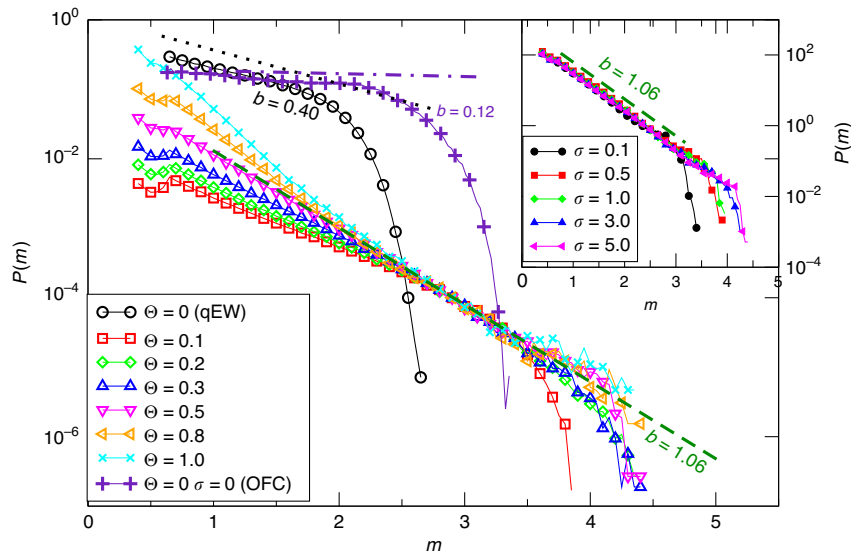 10^0
10^-2
10^-4
10^-6
P(m)
0 1 2 3 4 5
m
b = 0.40
b = 0.12
b = 1.06
Θ = 0 (qEW)
Θ = 0.1
Θ = 0.2
Θ = 0.3
Θ = 0.5
Θ = 0.8
Θ = 1.0
Θ = 0 σ = 0 (OFC)
b = 1.06
σ = 0.1
σ = 0.5
σ = 1.0
σ = 3.0
σ = 5.0
10^2
10^0
10^-2
10^-4
P(m)
0 1 2 3 4 5
m